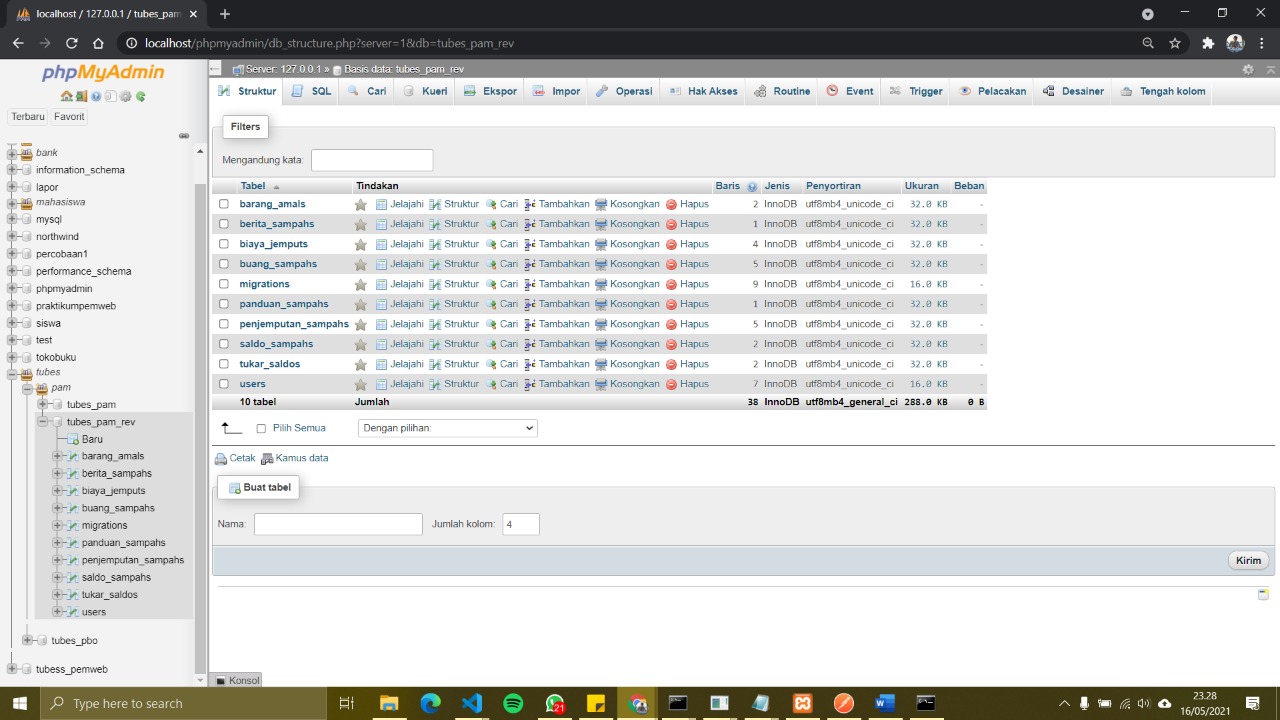 localhost / 127.0.0.1 / tubes_pam
localhost/phpmyadmin/db_structure.php?server=1&db=tubes_pam_rev
phpMyAdmin
Terbaru Favorit
bank
information_schema
lapor
mahasiswa
mysql
northwind
percobaan1
performance_schema
phpmyadmin
praktikumpemweb
siswa
test
tokobuku
tubes
pam
tubes_pam
tubes_pam_rev
Baru
barang_amals
berita_sampahs
biaya_jemputs
buang_sampahs
migrations
panduan_sampahs
penjemputan_sampahs
saldo_sampahs
tukar_saldos
users
tubes_pbo
tubess_pemweb
Server: 127.0.0.1 » Basis data: tubes_pam_rev
Struktur SQL Cari Kueri Ekspor Impor Operasi Hak Akses Routine Event Trigger Pelacakan Desainer Tengah kolom
Filters
Mengandung kata:
Tabel Tindakan Baris Jenis Penyortiran Ukuran Beban
barang_amals Jelajahi Struktur Cari Tambahkan Kosongkan Hapus 2 InnoDB utf8mb4_unicode_ci 32.0 KB -
berita_sampahs Jelajahi Struktur Cari Tambahkan Kosongkan Hapus 1 InnoDB utf8mb4_unicode_ci 32.0 KB -
biaya_jemputs Jelajahi Struktur Cari Tambahkan Kosongkan Hapus 4 InnoDB utf8mb4_unicode_ci 32.0 KB -
buang_sampahs Jelajahi Struktur Cari Tambahkan Kosongkan Hapus 5 InnoDB utf8mb4_unicode_ci 32.0 KB -
migrations Jelajahi Struktur Cari Tambahkan Kosongkan Hapus 9 InnoDB utf8mb4_unicode_ci 16.0 KB -
panduan_sampahs Jelajahi Struktur Cari Tambahkan Kosongkan Hapus 1 InnoDB utf8mb4_unicode_ci 32.0 KB -
penjemputan_sampahs Jelajahi Struktur Cari Tambahkan Kosongkan Hapus 5 InnoDB utf8mb4_unicode_ci 32.0 KB -
saldo_sampahs Jelajahi Struktur Cari Tambahkan Kosongkan Hapus 2 InnoDB utf8mb4_unicode_ci 32.0 KB -
tukar_saldos Jelajahi Struktur Cari Tambahkan Kosongkan Hapus 2 InnoDB utf8mb4_unicode_ci 32.0 KB -
users Jelajahi Struktur Cari Tambahkan Kosongkan Hapus 7 InnoDB utf8mb4_unicode_ci 16.0 KB -
10 tabel Jumlah 38 InnoDB utf8mb4_general_ci 288.0 KB 0 B
Pilih Semua Dengan pilihan:
Cetak Kamus data
Buat tabel
Nama: Jumlah kolom: 4
Kirim
Konsol
Type here to search
21
23.28
16/05/2021